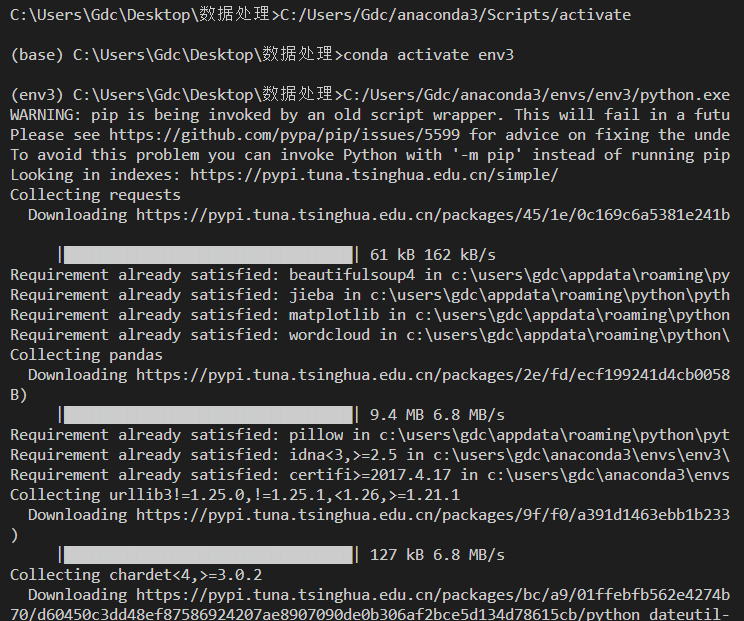 C:\Users\Gdc\Desktop\数据处理>C:/Users/Gdc/anaconda3/Scripts/activate
(base) C:\Users\Gdc\Desktop\数据处理>conda activate env3
(env3) C:\Users\Gdc\Desktop\数据处理>C:/Users/Gdc/anaconda3/envs/env3/python.exe
WARNING: pip is being invoked by an old script wrapper. This will fail in a futu
Please see https://github.com/pypa/pip/issues/5599 for advice on fixing the unde
To avoid this problem you can invoke Python with '-m pip' instead of running pip
Looking in indexes: https://pypi.tuna.tsinghua.edu.cn/simple/
Collecting requests
Downloading https://pypi.tuna.tsinghua.edu.cn/packages/45/1e/0c169c6a5381e241b
| | 61 kB 162 kB/s
Requirement already satisfied: beautifulsoup4 in c:\users\gdc\appdata\roaming\py
Requirement already satisfied: jieba in c:\users\gdc\appdata\roaming\python\pyth
Requirement already satisfied: matplotlib in c:\users\gdc\appdata\roaming\python
Requirement already satisfied: wordcloud in c:\users\gdc\appdata\roaming\python\
Collecting pandas
Downloading https://pypi.tuna.tsinghua.edu.cn/packages/2e/fd/ecf199241d4cb0058
B)
| | 9.4 MB 6.8 MB/s
Requirement already satisfied: pillow in c:\users\gdc\appdata\roaming\python\pyt
Requirement already satisfied: idna<3,>=2.5 in c:\users\gdc\anaconda3\envs\env3\
Requirement already satisfied: certifi>=2017.4.17 in c:\users\gdc\anaconda3\envs
Collecting urllib3!=1.25.0,!=1.25.1,<1.26,>=1.21.1
Downloading https://pypi.tuna.tsinghua.edu.cn/packages/9f/f0/a391d1463ebb1b233
)
| | 127 kB 6.8 MB/s
Collecting chardet<4,>=3.0.2
Downloading https://pypi.tuna.tsinghua.edu.cn/packages/bc/a9/01ffebfb562e4274b
70/d60450c3dd48ef87586924207ae8907090de0b306af2bce5d134d78615cb/python_dateutil-